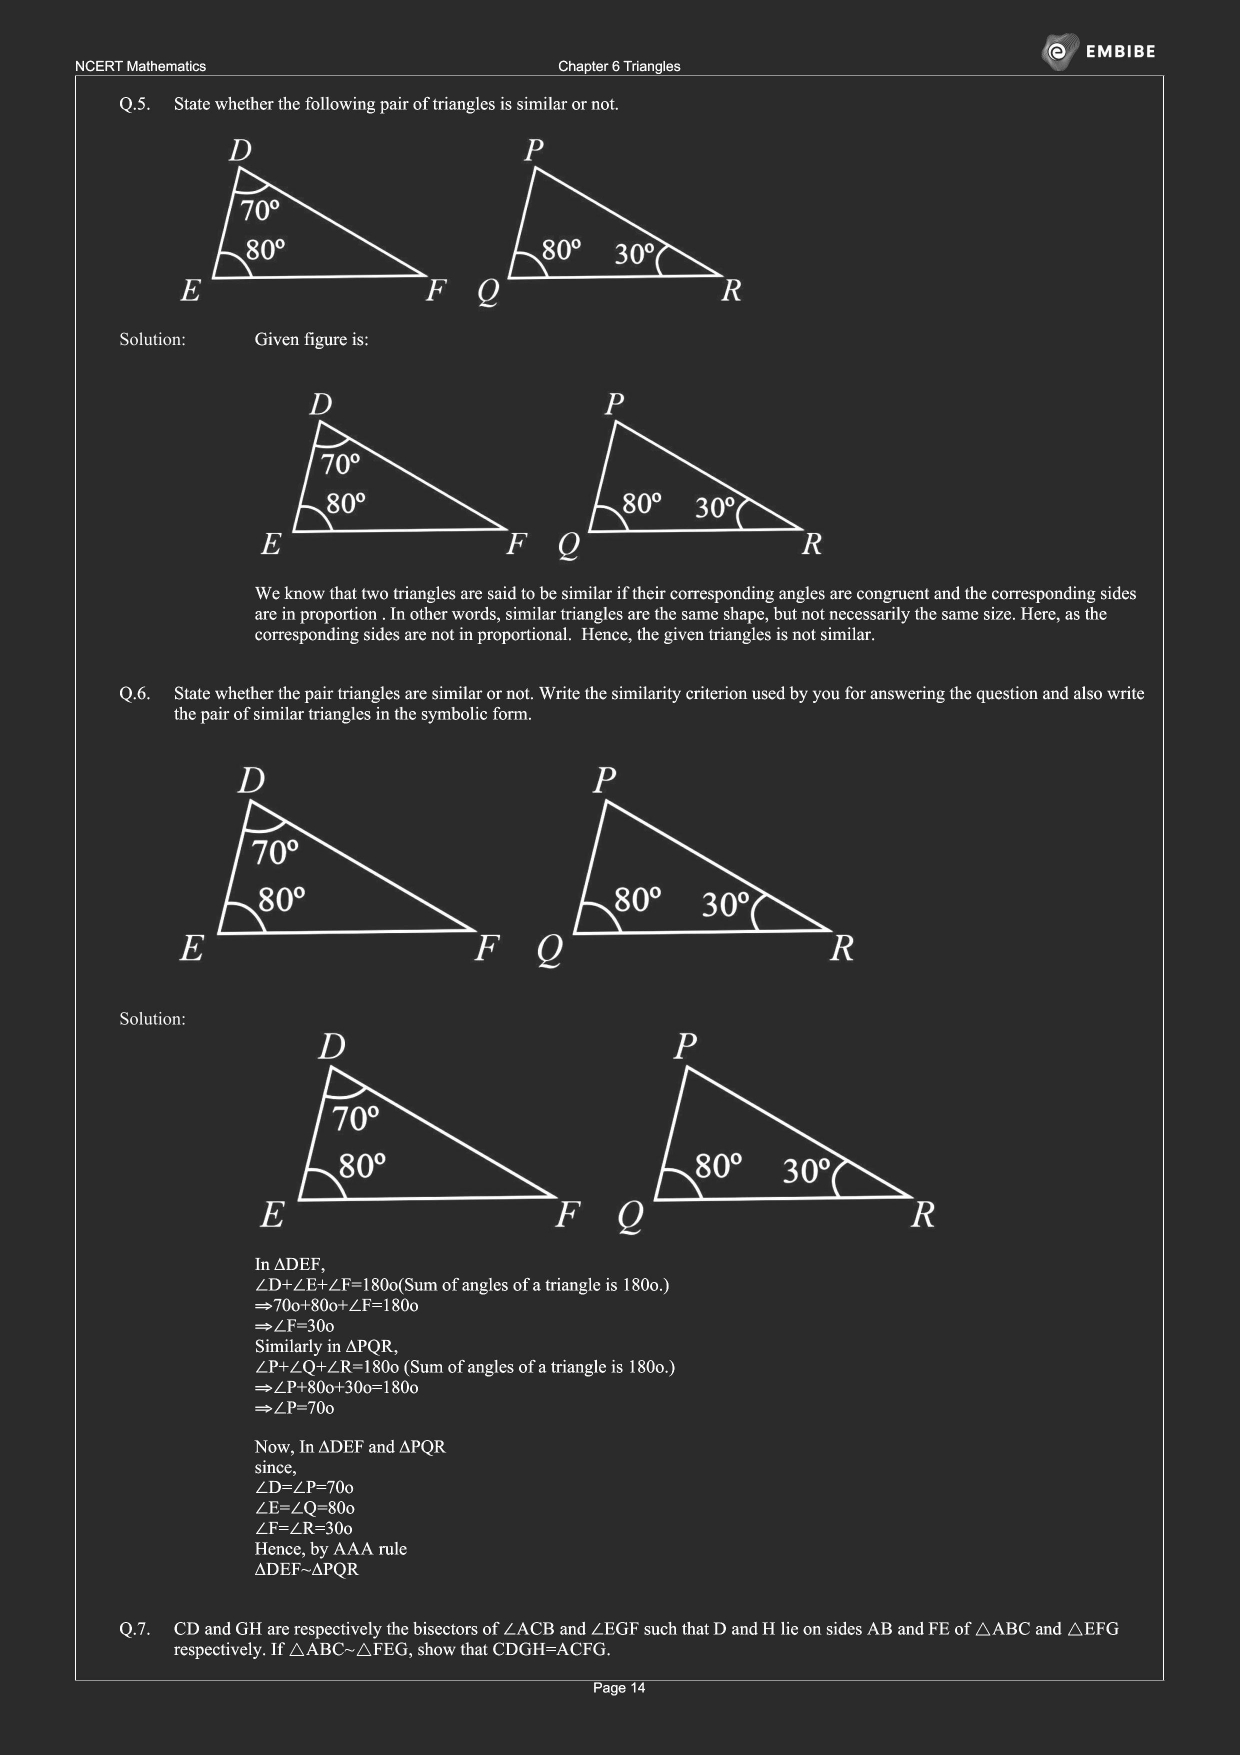 NCERT Mathematics
Chapter 6 Triangles
EMBIBE
Q.5. State whether the following pair of triangles is similar or not.
D P
70º
80º 80º 30º
E F Q R
Solution: Given figure is:
D P
70º
80º 80º 30º
E F Q R
We know that two triangles are said to be similar if their corresponding angles are congruent and the corresponding sides
are in proportion . In other words, similar triangles are the same shape, but not necessarily the same size. Here, as the
corresponding sides are not in proportional. Hence, the given triangles is not similar.
Q.6. State whether the pair triangles are similar or not. Write the similarity criterion used by you for answering the question and also write
the pair of similar triangles in the symbolic form.
D P
70º
80º 80º 30º
E F Q R
Solution:
D P
70º
80º 80º 30º
E F Q R
In ΔDEF,
∠D+∠E+∠F=180o(Sum of angles of a triangle is 180o.)
⇒70o+80o+∠F=180o
⇒∠F=30o
Similarly in ΔPQR,
∠P+∠Q+∠R=180o (Sum of angles of a triangle is 180o.)
⇒∠P+80o+30o=180o
⇒∠P=70o
Now, In ΔDEF and ΔPQR
since,
∠D=∠P=70o
∠E=∠Q=80o
∠F=∠R=30o
Hence, by AAA rule
ΔDEF~ΔPQR
Q.7. CD and GH are respectively the bisectors of ∠ACB and ∠EGF such that D and H lie on sides AB and FE of △ABC and △EFG
respectively. If △ABC~△FEG, show that CDGH=ACFG.
Page 14